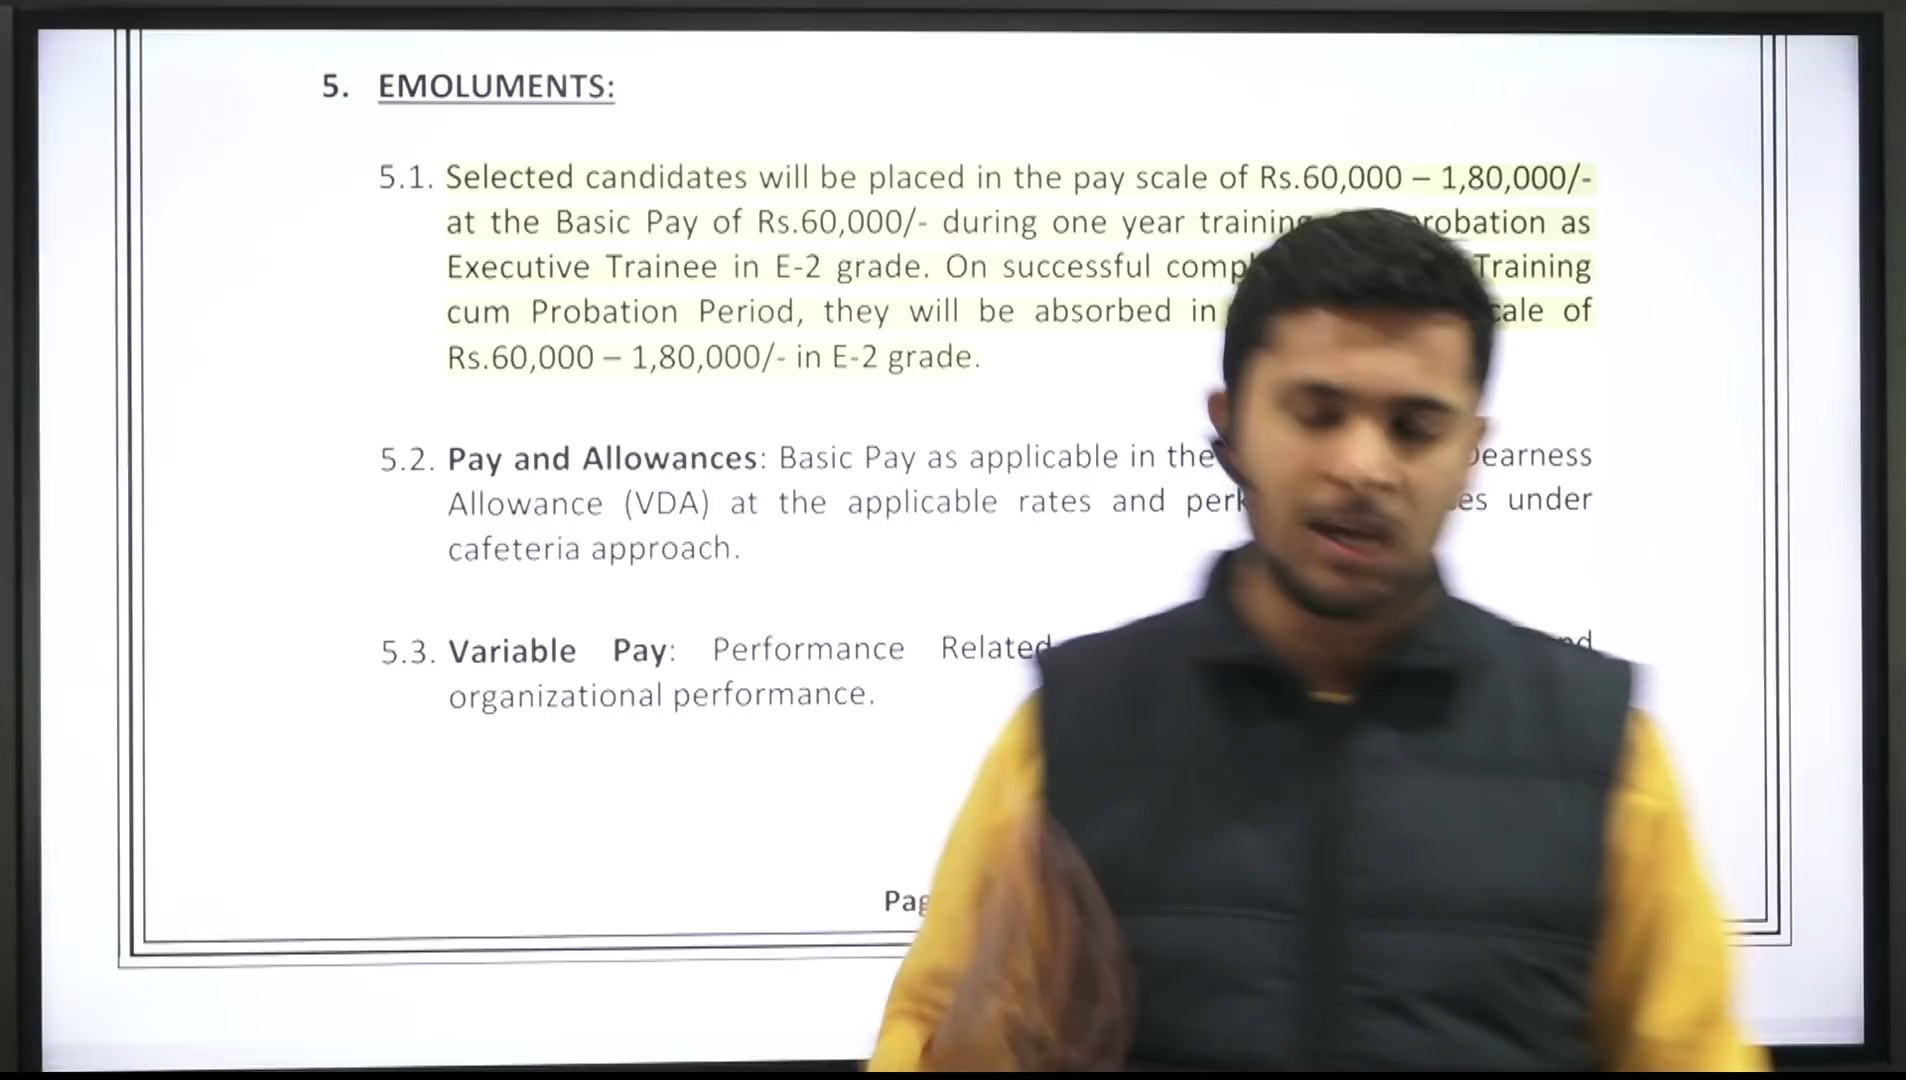 5. EMOLUMENTS:
5.1. Selected candidates will be placed in the pay scale of Rs.60,000 – 1,80,000/-
at the Basic Pay of Rs.60,000/- during one year training as
Executive Trainee in E-2 grade. On successful Training
cum Probation Period, they will be absorbed in of
Rs.60,000 – 1,80,000/- in E-2 grade.
5.2. Pay and Allowances: Basic Pay as applicable in the
Allowance (VDA) at the applicable rates and under
cafeteria approach.
5.3. Variable Pay: Performance Related
organizational performance.